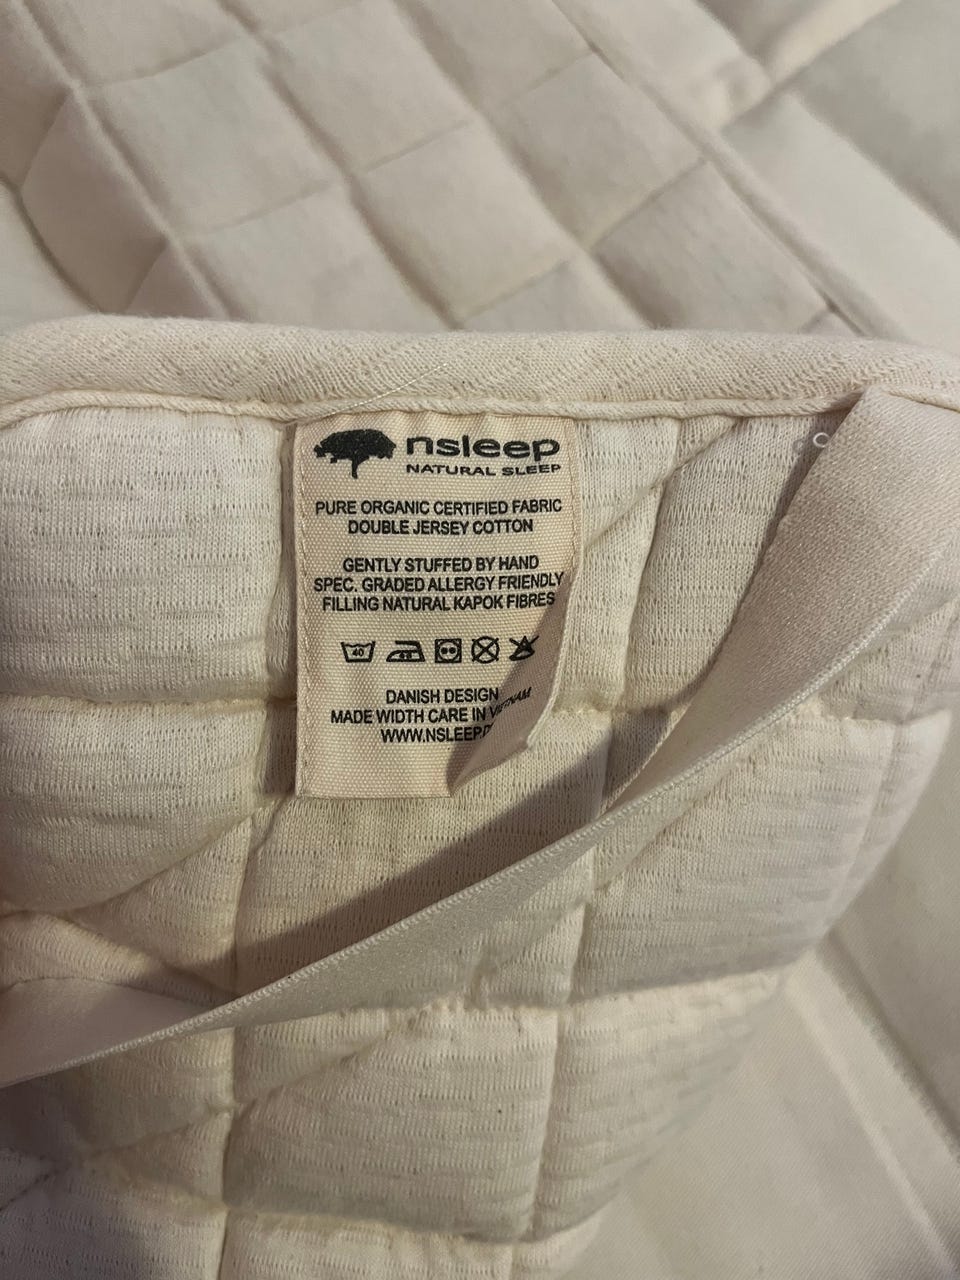 nsleep
NATURAL SLEEP
PURE ORGANIC CERTIFIED FABRIC
DOUBLE JERSEY COTTON
GENTLY STUFFED BY HAND
SPEC. GRADED ALLERGY FRIENDLY
FILLING NATURAL KAPOK FIBRES
40
DANISH DESIGN
MADE WIDTH CARE IN VIETNAM
WWW.NSLEEP.D